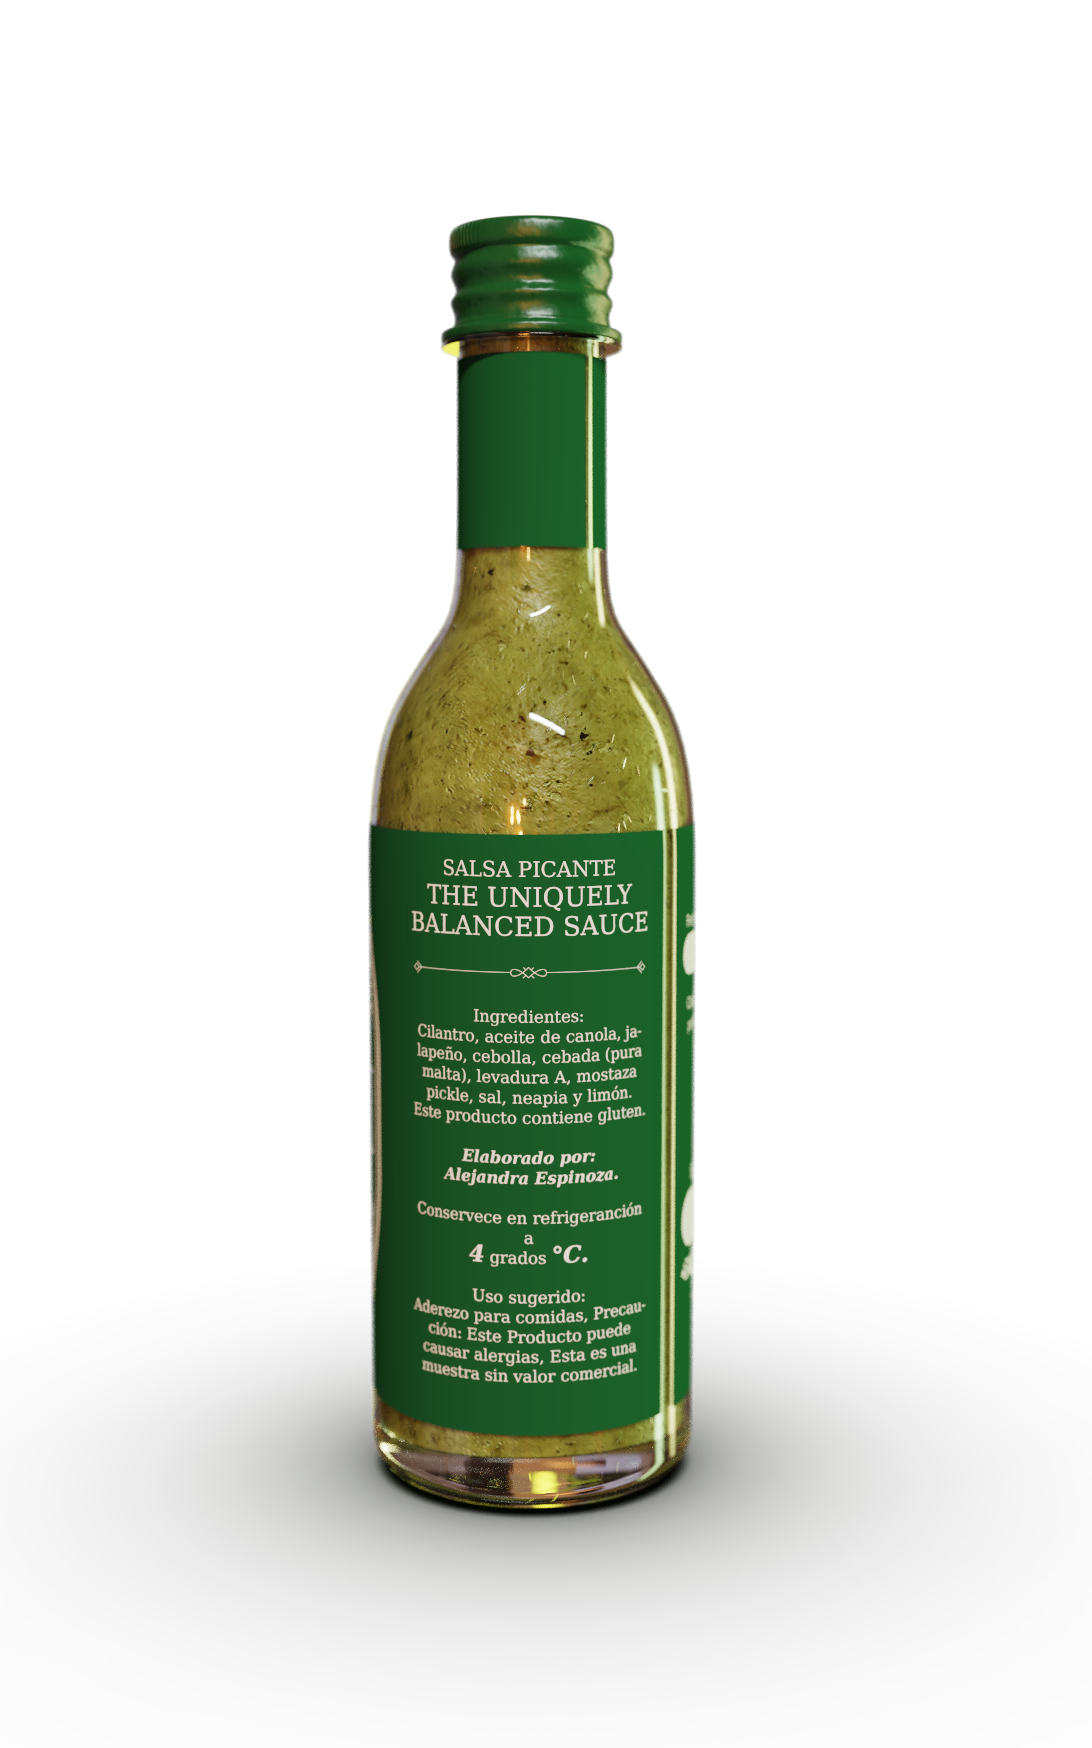 SALSA PICANTE
THE UNIQUELY
BALANCED SAUCE
Ingredientes:
Cilantro, aceite de canola, ja-
lapeño, cebolla, cebada (pura
malta), levadura A, mostaza
pickle, sal, neapia y limón.
Este producto contiene gluten.
Elaborado por:
Alejandra Espinoza.
Conservece en refrigeranción
a
4 grados °C.
Uso sugerido:
Aderezo para comidas, Precau-
ción: Este Producto puede
causar alergias, Esta es una
muestra sin valor comercial.